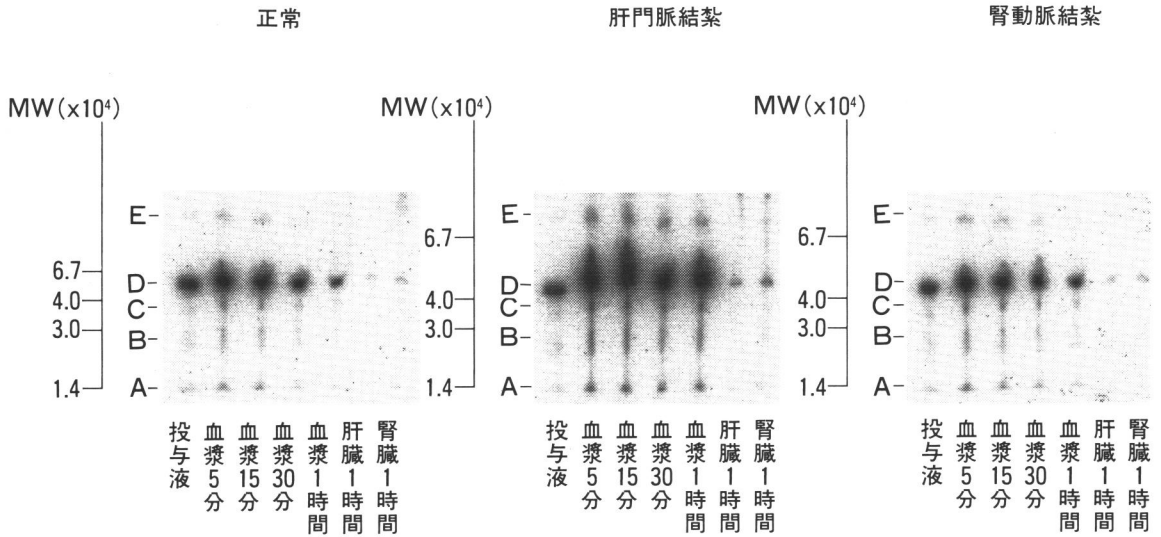 正常
肝門脈結紮
腎動脈結紮
MW(x10⁴)
6.7
4.0
3.0
1.4
E
D
C
B
A
投与液
血漿5分
血漿15分
血漿30分
血漿1時間
肝臓1時間
腎臓1時間
MW(x10⁴)
6.7
4.0
3.0
1.4
E
D
C
B
A
投与液
血漿5分
血漿15分
血漿30分
血漿1時間
肝臓1時間
腎臓1時間
MW(x10⁴)
6.7
4.0
3.0
1.4
E
D
C
B
A
投与液
血漿5分
血漿15分
血漿30分
血漿1時間
肝臓1時間
腎臓1時間